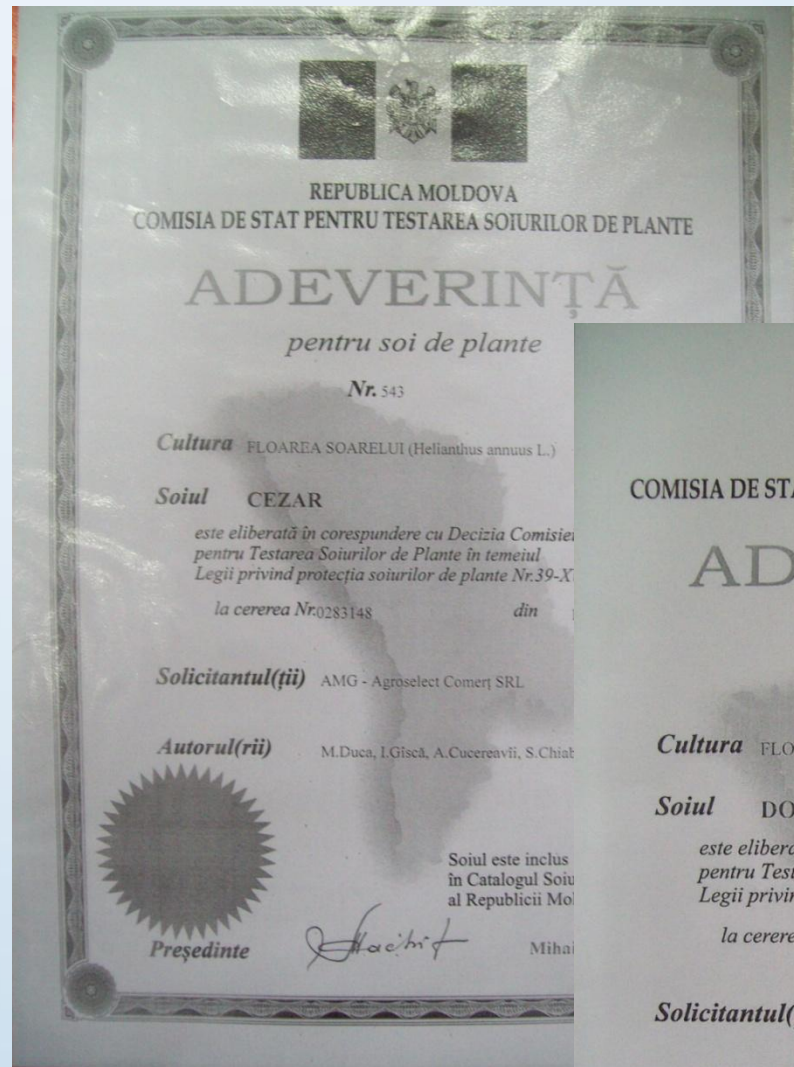 REPUBLICA MOLDOVA
COMISIA DE STAT PENTRU TESTAREA SOIURILOR DE PLANTE
ADEVERINȚĂ
pentru soi de plante
Nr. 543
Cultura FLOAREA SOARELUI (Helianthus annuus L.)
Soiul CEZAR
este eliberată în corespundere cu Decizia Comisiei
pentru Testarea Soiurilor de Plante în temeiul
Legii privind protecția soiurilor de plante Nr.39-X
la cererea Nr.0283148 din
Solicitantul(ții) AMG - Agroselect Comerț SRL
Autorul(rii) M.Duca, I.Gîscă, A.Cucereavîi, S.Chiab
Soiul este inclus
în Catalogul Soiu
al Republicii Mol
Președinte Mihai
COMISIA DE STA
AD
Cultura FLO
Soiul DO
este elibera
pentru Test
Legii privin
la cerere
Solicitantul(